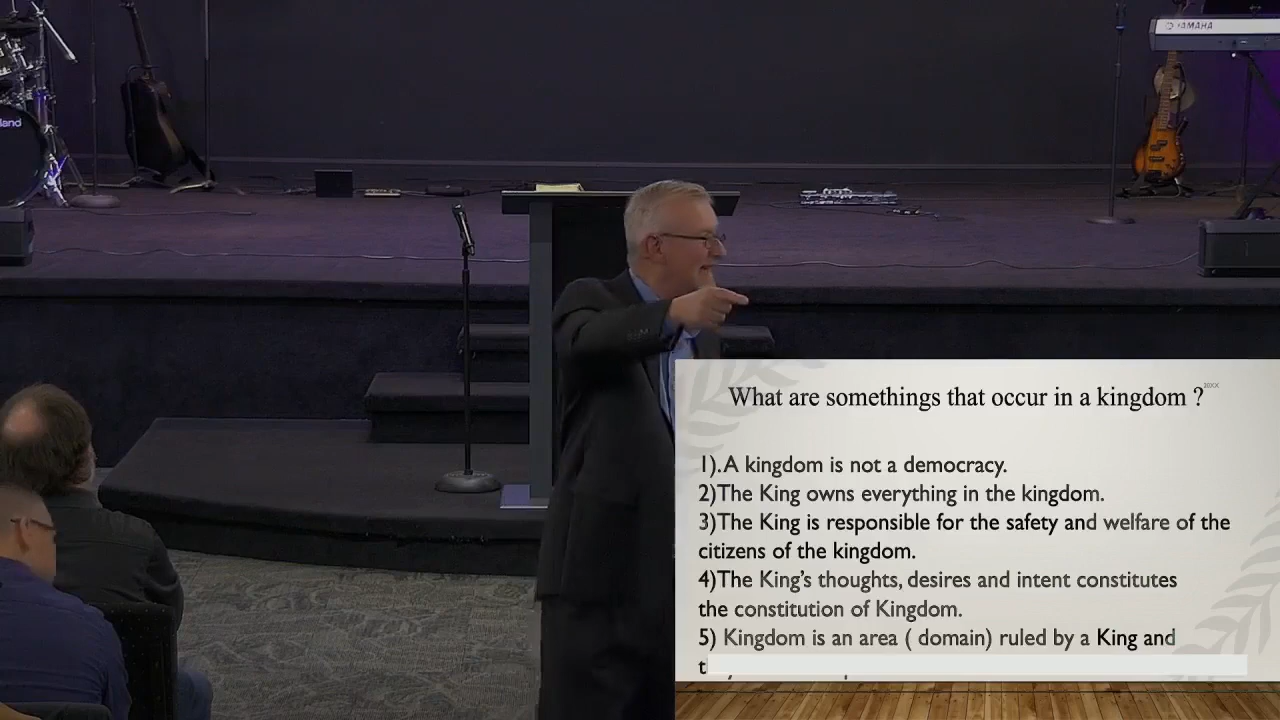 YAMAHA
land
What are somethings that occur in a kingdom ?
20XX
1).A kingdom is not a democracy.
2)The King owns everything in the kingdom.
3)The King is responsible for the safety and welfare of the
citizens of the kingdom.
4)The King's thoughts, desires and intent constitutes
the constitution of Kingdom.
5) Kingdom is an area ( domain) ruled by a King and